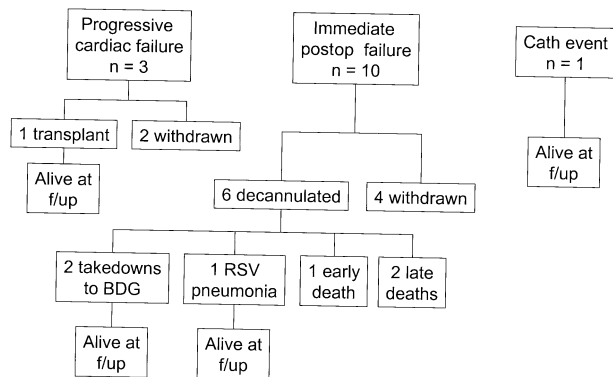 Progressive
cardiac failure
n = 3
Immediate
postop failure
n = 10
Cath event
n = 1
1 transplant
2 withdrawn
Alive at
f/up
Alive at
f/up
6 decannulated
4 withdrawn
2 takedowns
to BDG
1 RSV
pneumonia
1 early
death
2 late
deaths
Alive at
f/up
Alive at
f/up